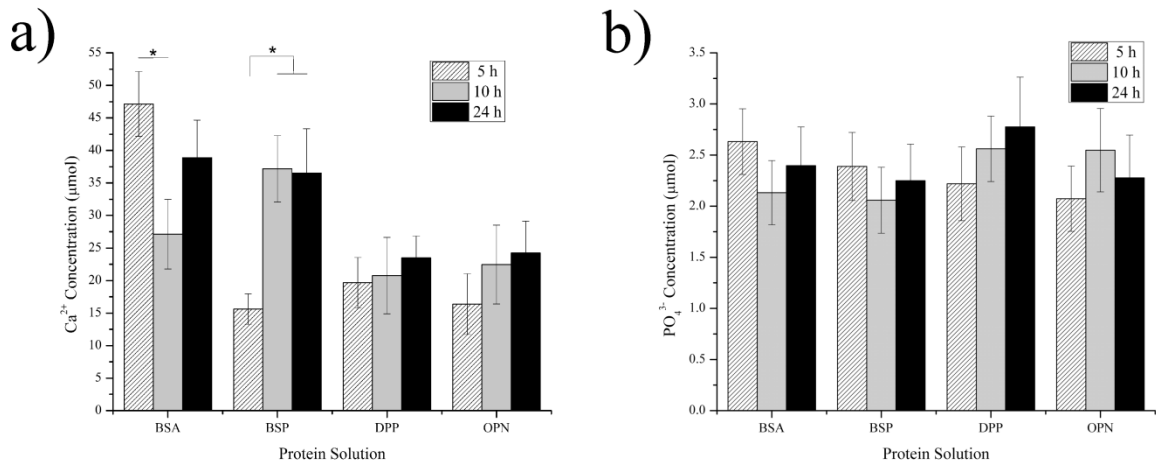 a)
*
*
5 h
10 h
24 h
55
50
45
40
35
30
25
20
15
10
5
0
Ca²⁺ Concentration (μmol)
BSA BSP DPP OPN
Protein Solution
b)
5 h
10 h
24 h
3.5
3.0
2.5
2.0
1.5
1.0
0.5
0.0
PO₄³⁻ Concentration (μmol)
BSA BSP DPP OPN
Protein Solution